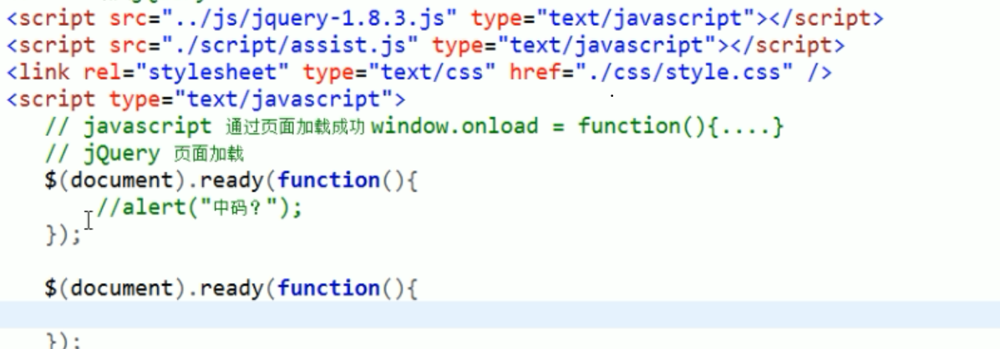 <script src="../js/jquery-1.8.3.js" type="text/javascript"></script>
<script src="./script/assist.js" type="text/javascript"></script>
<link rel="stylesheet" type="text/css" href="./css/style.css" />
<script type="text/javascript">
// javascript 通过页面加载成功 window.onload = function(){....}
// jQuery 页面加载
$(document).ready(function(){
//alert("中码？");
});
$(document).ready(function(){
});